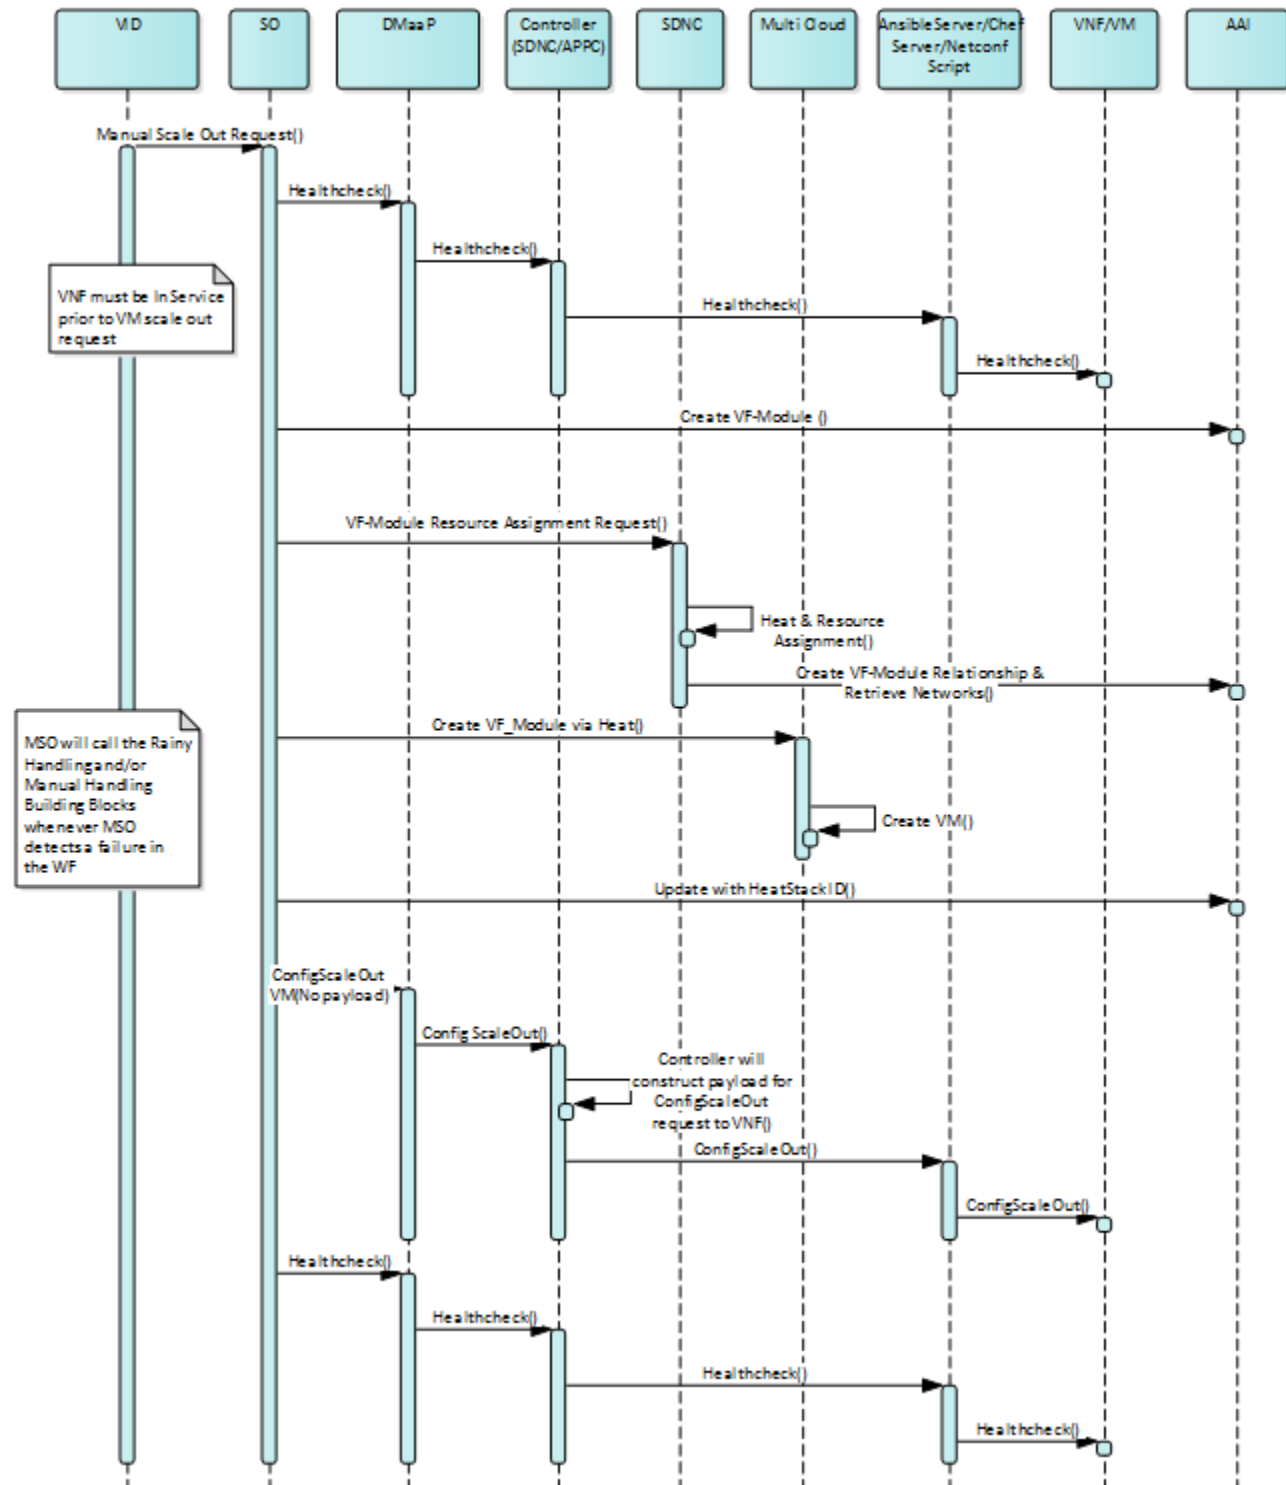 VID
SO
DMaaP
Controller
(SDNC/APPC)
SDNC
Multi Cloud
AnsibleServer/Chef
Server/Netconf
Script
VNF/VM
AAI
Manual Scale Out Request()
Healthcheck()
Healthcheck()
VNF must be In Service
prior to VM scale out
request
Healthcheck()
Healthcheck()
Create VF-Module ()
VF-Module Resource Assignment Request()
Heat & Resource
Assignment()
Create VF-Module Relationship &
Retrieve Networks()
Create VF_Module via Heat()
MSO will call the Rainy
Handling and/or
Manual Handling
Building Blocks
whenever MSO
detects a failure in
the WF
Create VM()
Update with HeatStack ID()
ConfigScaleOut
VM(No payload)
Config ScaleOut()
Controller will
construct payload for
ConfigScaleOut
request to VNF()
ConfigScaleOut()
ConfigScaleOut()
Healthcheck()
Healthcheck()
Healthcheck()
Healthcheck()